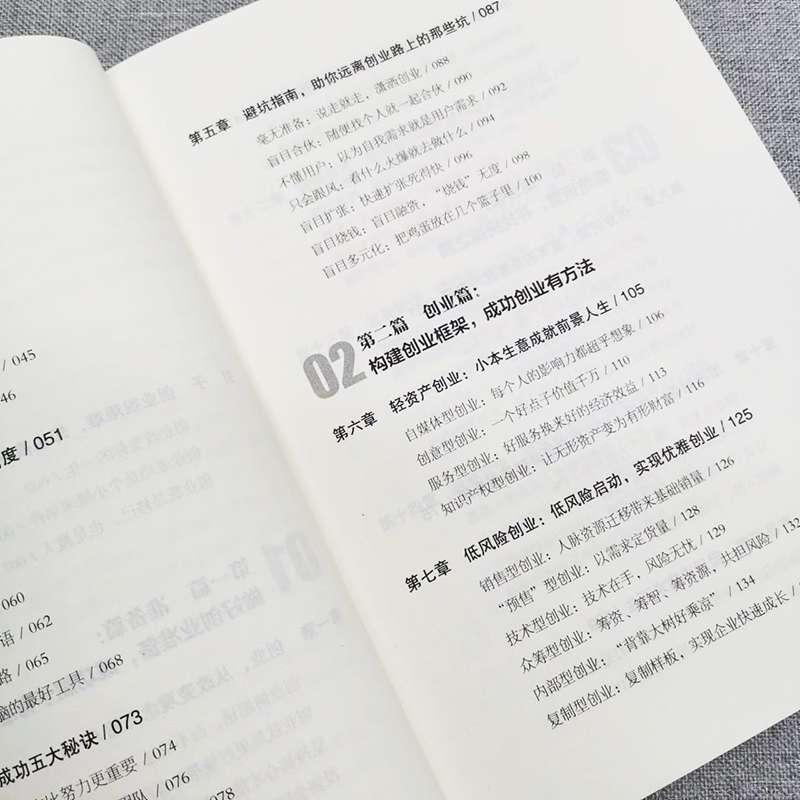 045
46
度 / 051
060
语 / 062
路 / 065
脑的最好工具 / 068
成功五大秘诀 / 073
比努力更重要 / 074
团队 / 076
078
第五章 避坑指南，助你远离创业路上的那些坑 / 087
毫无准备：说走就走，潇洒创业 / 088
盲目合伙：随便找个人就一起合伙 / 090
不懂用户：以为自我需求就是用户需求 / 092
只会跟风：看什么火爆就去做什么 / 094
盲目扩张：快速扩张死得快 / 096
盲目烧钱：盲目融资，“烧钱”无度 / 098
盲目多元化：把鸡蛋放在几个篮子里 / 100
02 第二篇 创业篇：
构建创业框架，成功创业有方法
第六章 轻资产创业：小本生意成就前景人生 / 105
自媒体型创业：每个人的影响力都超乎想象 / 106
创意型创业：一个好点子价值千万 / 110
服务型创业：好服务换来好的经济效益 / 113
知识产权型创业：让无形资产变为有形财富 / 116
第七章 低风险创业：低风险启动，实现优雅创业 / 125
销售型创业：人脉资源迁移带来基础销量 / 126
“预售”型创业：以需求定货量 / 128
技术型创业：技术在手，风险无忧 / 129
众筹型创业：筹资、筹智、筹资源，共担风险 / 132
内部型创业：“背靠大树好乘凉” / 134
复制型创业：复制样板，实现企业快速成长 /